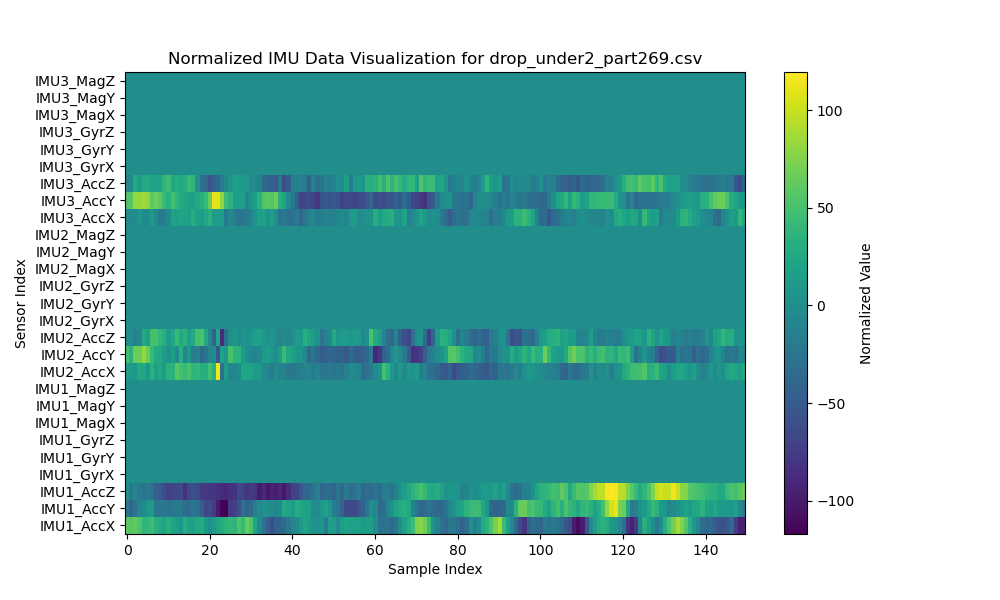 Normalized IMU Data Visualization for drop_under2_part269.csv
IMU3_MagZ
IMU3_MagY
IMU3_MagX
IMU3_GyrZ
IMU3_GyrY
IMU3_GyrX
IMU3_AccZ
IMU3_AccY
IMU3_AccX
IMU2_MagZ
IMU2_MagY
IMU2_MagX
IMU2_GyrZ
IMU2_GyrY
IMU2_GyrX
IMU2_AccZ
IMU2_AccY
IMU2_AccX
IMU1_MagZ
IMU1_MagY
IMU1_MagX
IMU1_GyrZ
IMU1_GyrY
IMU1_GyrX
IMU1_AccZ
IMU1_AccY
IMU1_AccX
Sensor Index
0 20 40 60 80 100 120 140
Sample Index
100
50
0
−50
−100
Normalized Value